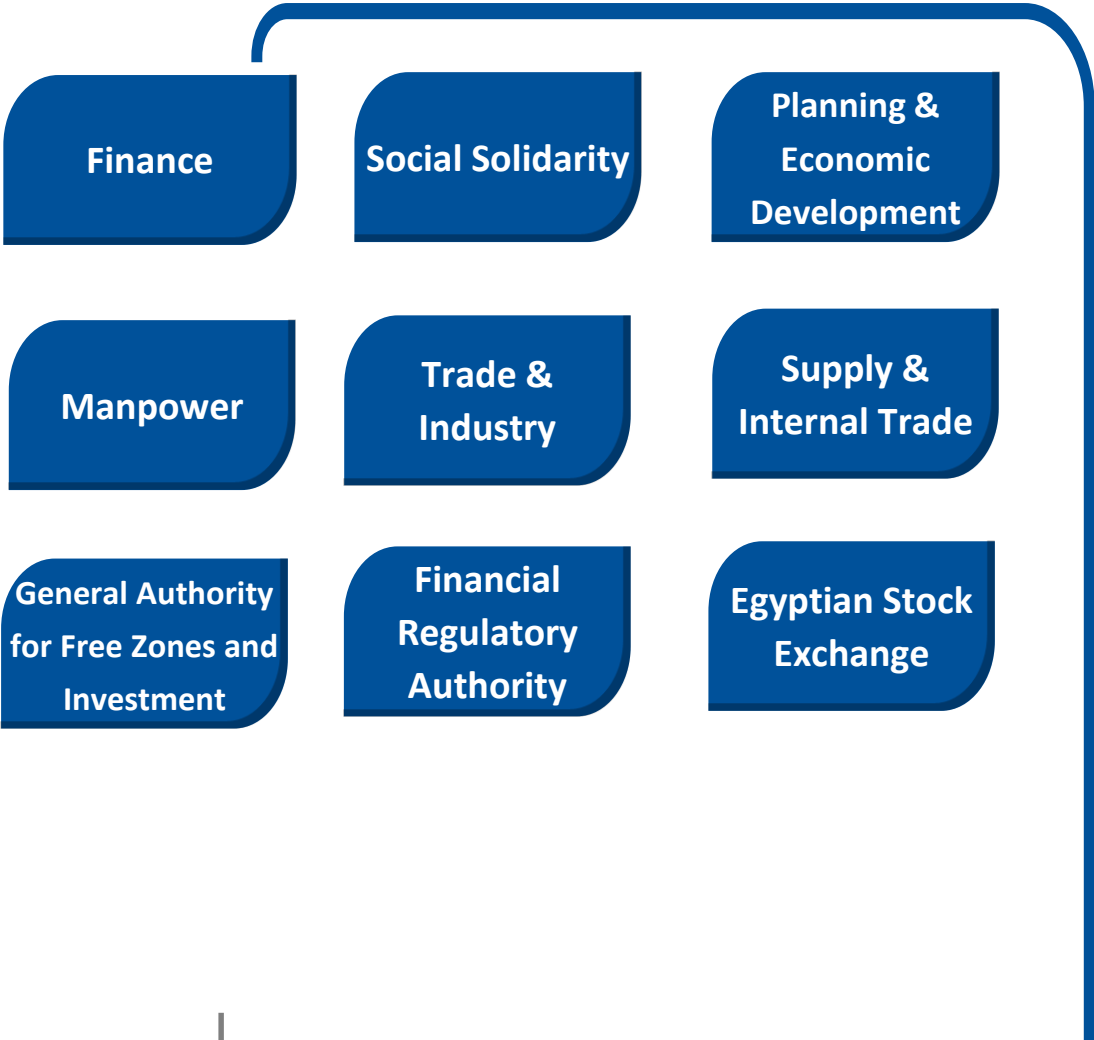 Finance
Social Solidarity
Planning &
Economic
Development
Manpower
Trade &
Industry
Supply &
Internal Trade
General Authority
for Free Zones and
Investment
Financial
Regulatory
Authority
Egyptian Stock
Exchange